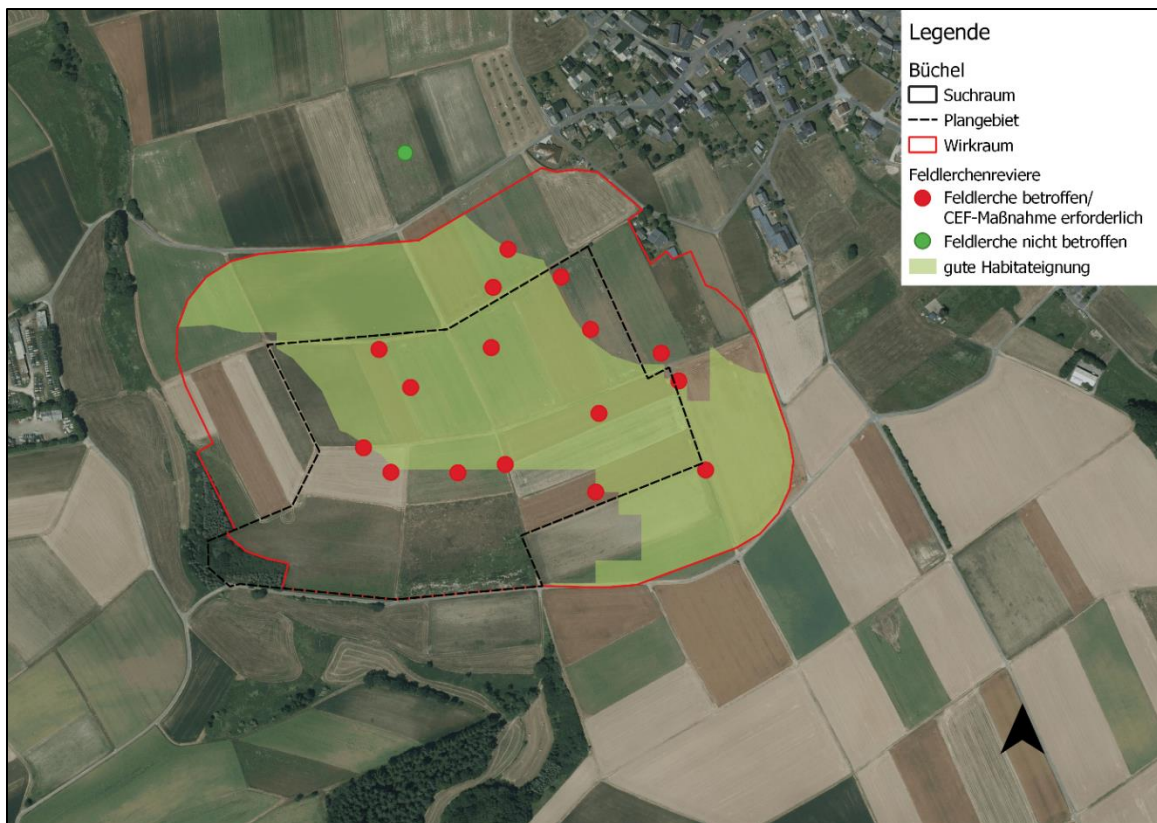 Legende
Büchel
Suchraum
Plangebiet
Wirkraum
Feldlerchenreviere
Feldlerche betroffen/
CEF-Maßnahme erforderlich
Feldlerche nicht betroffen
gute Habitateignung